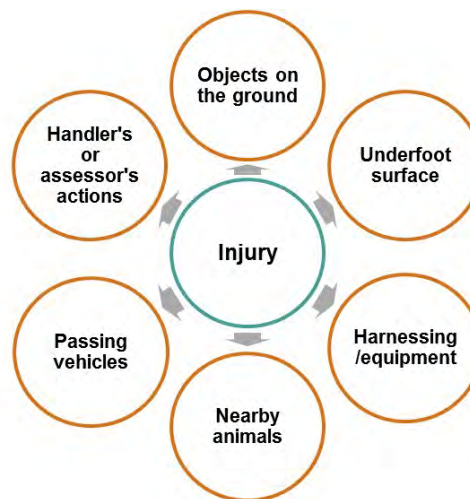 Objects on
the ground
Handler's
or
assessor's
actions
Underfoot
surface
Injury
Passing
vehicles
Harnessing
/equipment
Nearby
animals